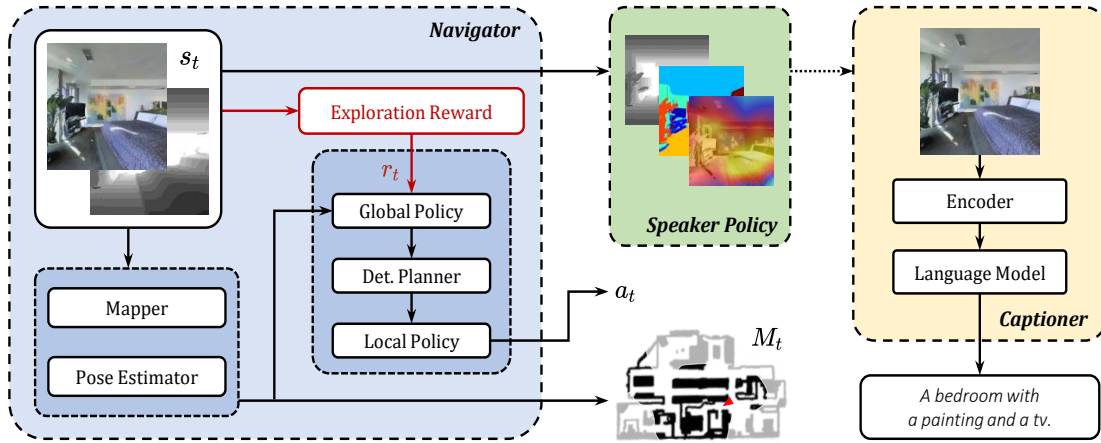 Navigator
s_t
Exploration Reward
r_t
Global Policy
Det. Planner
Local Policy
Mapper
Pose Estimator
a_t
M_t
Speaker Policy
Encoder
Language Model
Captioner
A bedroom with
a painting and a tv.